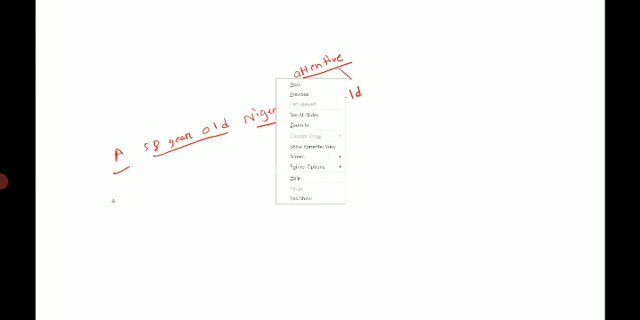 attentive
A 58 year old Niger ld
Next
Previous
Last Viewed
See All Slides
Zoom In
Custom Show
Show Presenter View
Screen
Pointer Options
Help
Pause
End Show